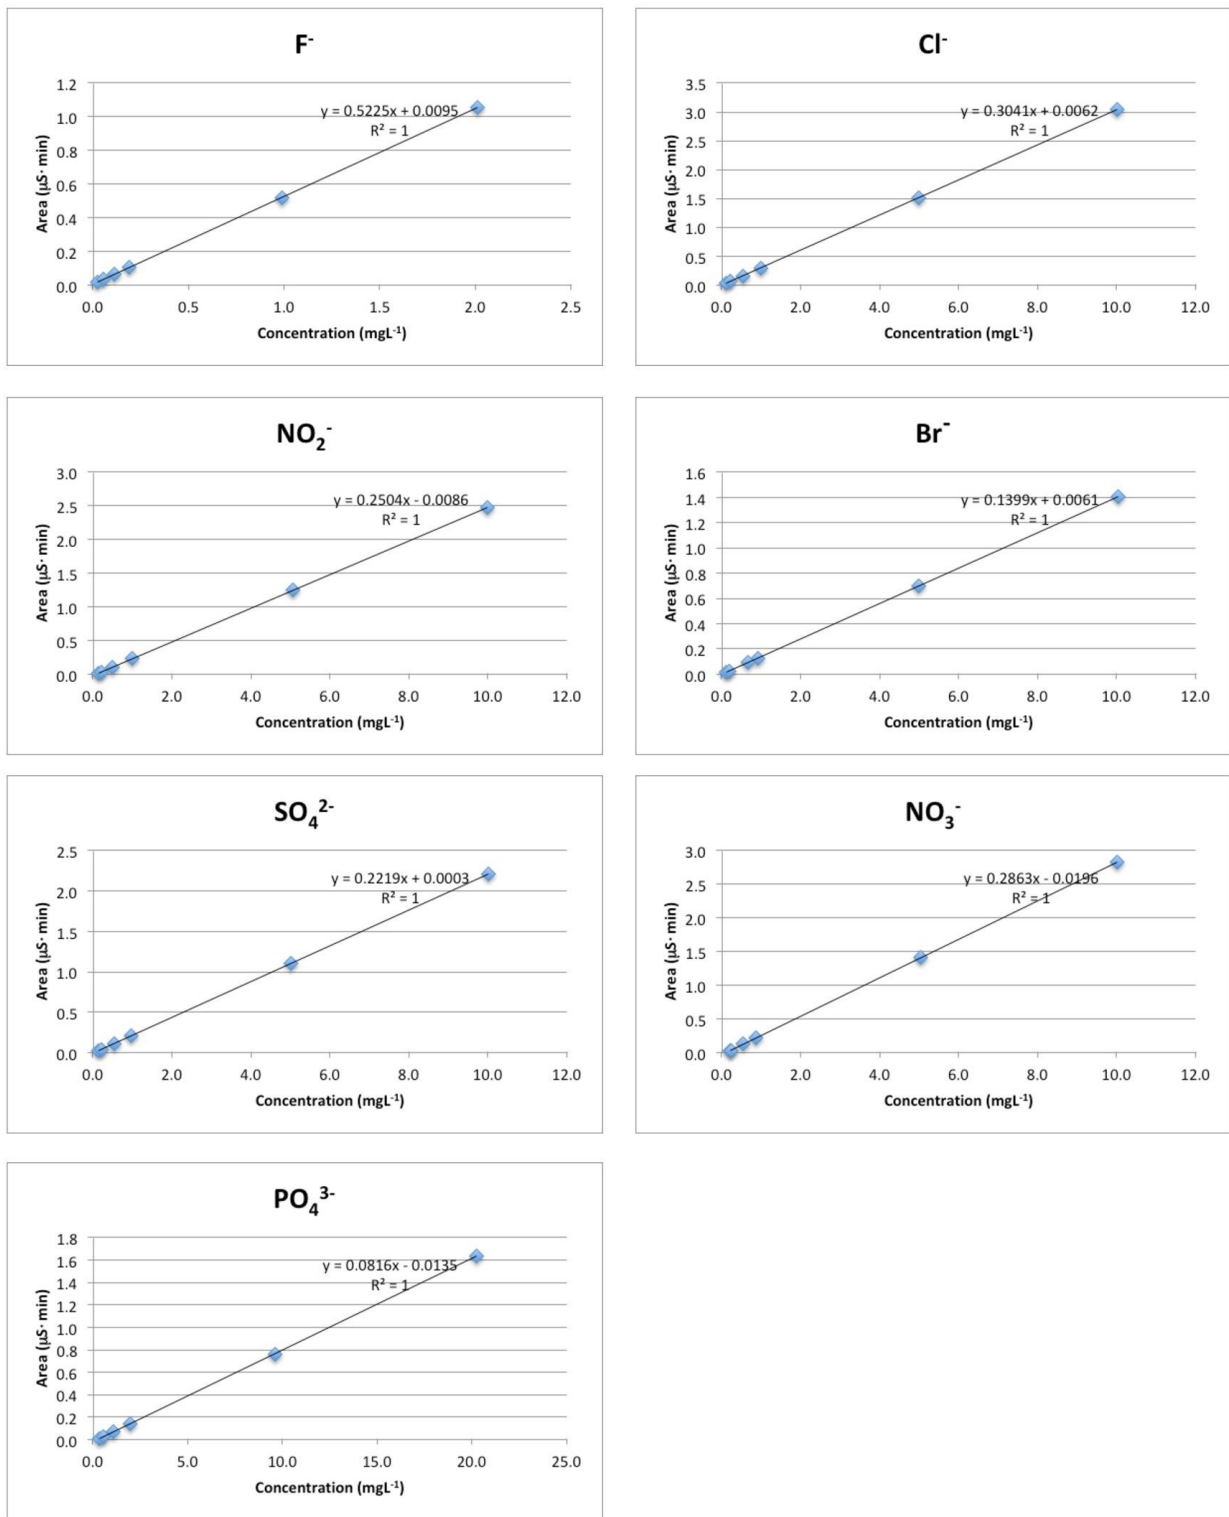 F⁻
1.2
1.0
0.8
0.6
0.4
0.2
0.0
y = 0.5225x + 0.0095
R² = 1
0.0 0.5 1.0 1.5 2.0 2.5
Area (µS· min)
Concentration (mgL⁻¹)
Cl⁻
3.5
3.0
2.5
2.0
1.5
1.0
0.5
0.0
y = 0.3041x + 0.0062
R² = 1
0.0 2.0 4.0 6.0 8.0 10.0 12.0
Area (µS· min)
Concentration (mgL⁻¹)
NO₂⁻
3.0
2.5
2.0
1.5
1.0
0.5
0.0
y = 0.2504x - 0.0086
R² = 1
0.0 2.0 4.0 6.0 8.0 10.0 12.0
Area (µS· min)
Concentration (mgL⁻¹)
Br⁻
1.6
1.4
1.2
1.0
0.8
0.6
0.4
0.2
0.0
y = 0.1399x + 0.0061
R² = 1
0.0 2.0 4.0 6.0 8.0 10.0 12.0
Area (µS· min)
Concentration (mgL⁻¹)
SO₄²⁻
2.5
2.0
1.5
1.0
0.5
0.0
y = 0.2219x + 0.0003
R² = 1
0.0 2.0 4.0 6.0 8.0 10.0 12.0
Area (µS· min)
Concentration (mgL⁻¹)
NO₃⁻
3.0
2.5
2.0
1.5
1.0
0.5
0.0
y = 0.2863x - 0.0196
R² = 1
0.0 2.0 4.0 6.0 8.0 10.0 12.0
Area (µS· min)
Concentration (mgL⁻¹)
PO₄³⁻
1.8
1.6
1.4
1.2
1.0
0.8
0.6
0.4
0.2
0.0
y = 0.0816x - 0.0135
R² = 1
0.0 5.0 10.0 15.0 20.0 25.0
Area (µS· min)
Concentration (mgL⁻¹)